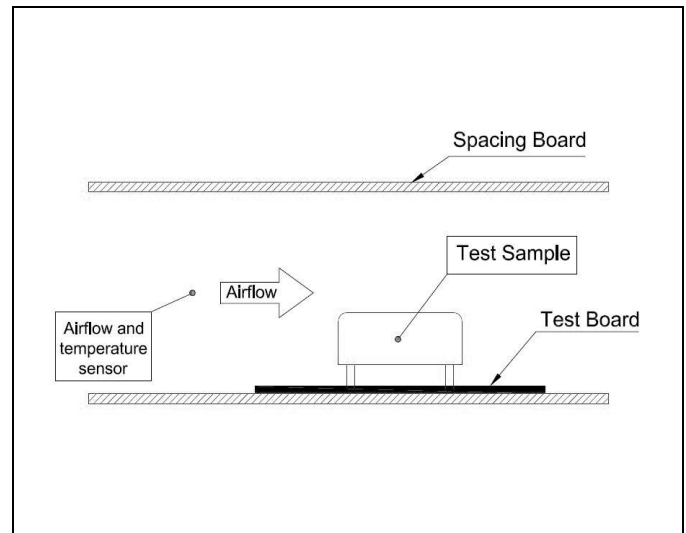 Spacing Board
Test Sample
Airflow
Test Board
Airflow and
temperature
sensor